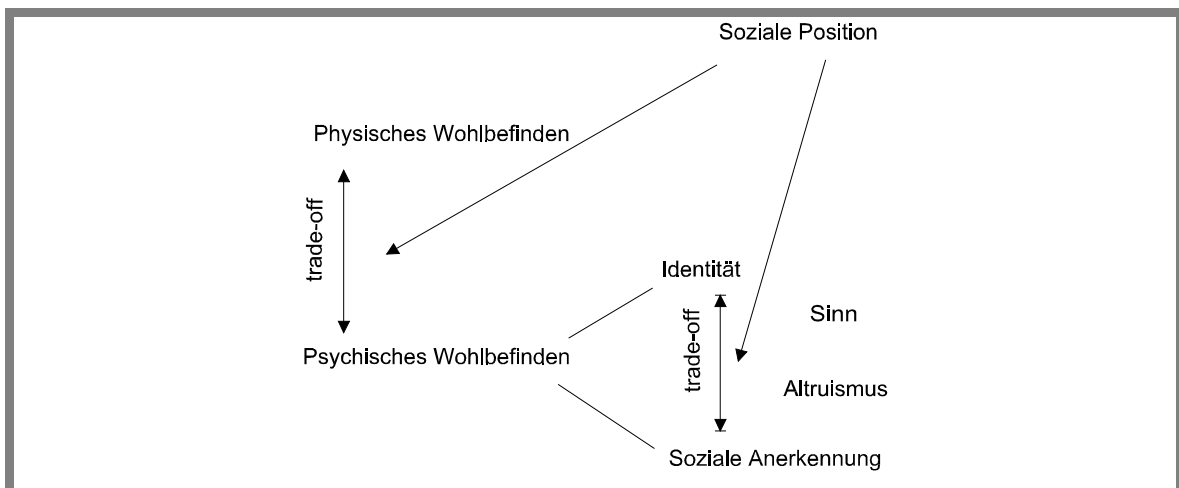 Soziale Position
Physisches Wohlbefinden
trade-off
Identität
Sinn
trade-off
Psychisches Wohlbefinden
Altruismus
Soziale Anerkennung